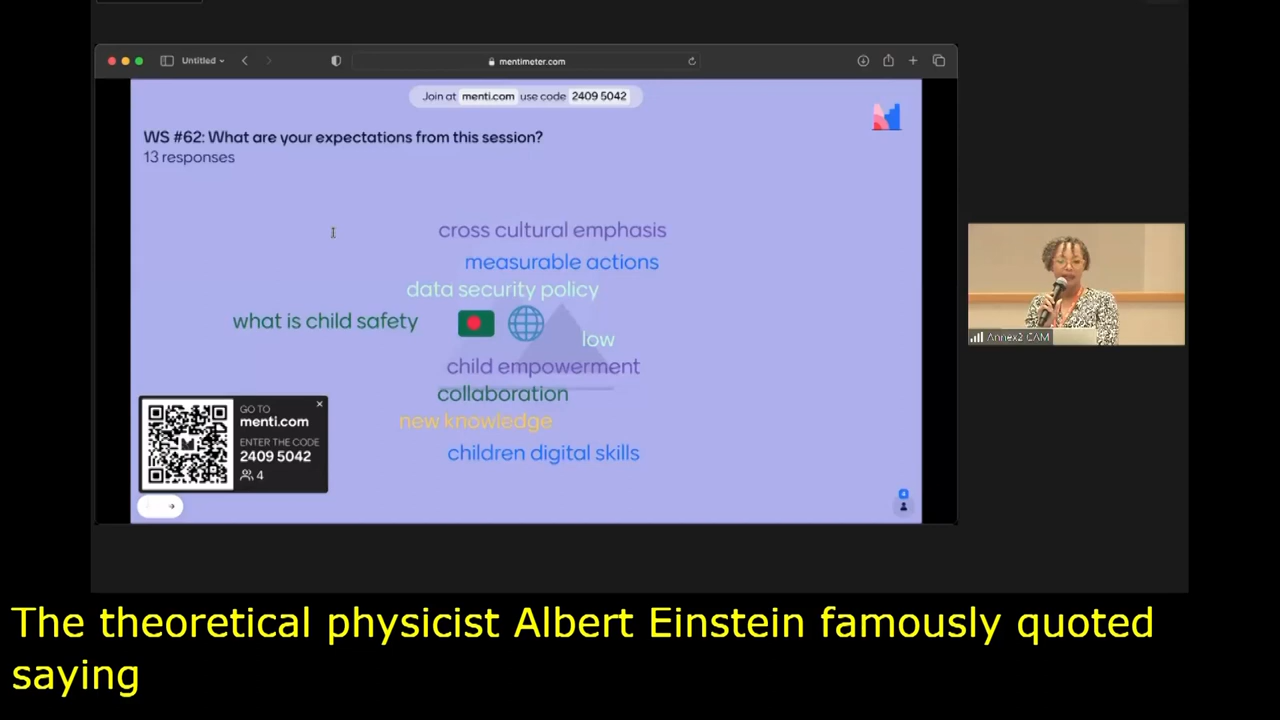 Untitled
mentimeter.com
Join at menti.com use code 2409 5042
WS #62: What are your expectations from this session?
13 responses
cross cultural emphasis
measurable actions
data security policy
what is child safety
low
child empowerment
collaboration
new knowledge
children digital skills
GO TO
menti.com
ENTER THE CODE
2409 5042
4
Annex2 CAM
The theoretical physicist Albert Einstein famously quoted
saying